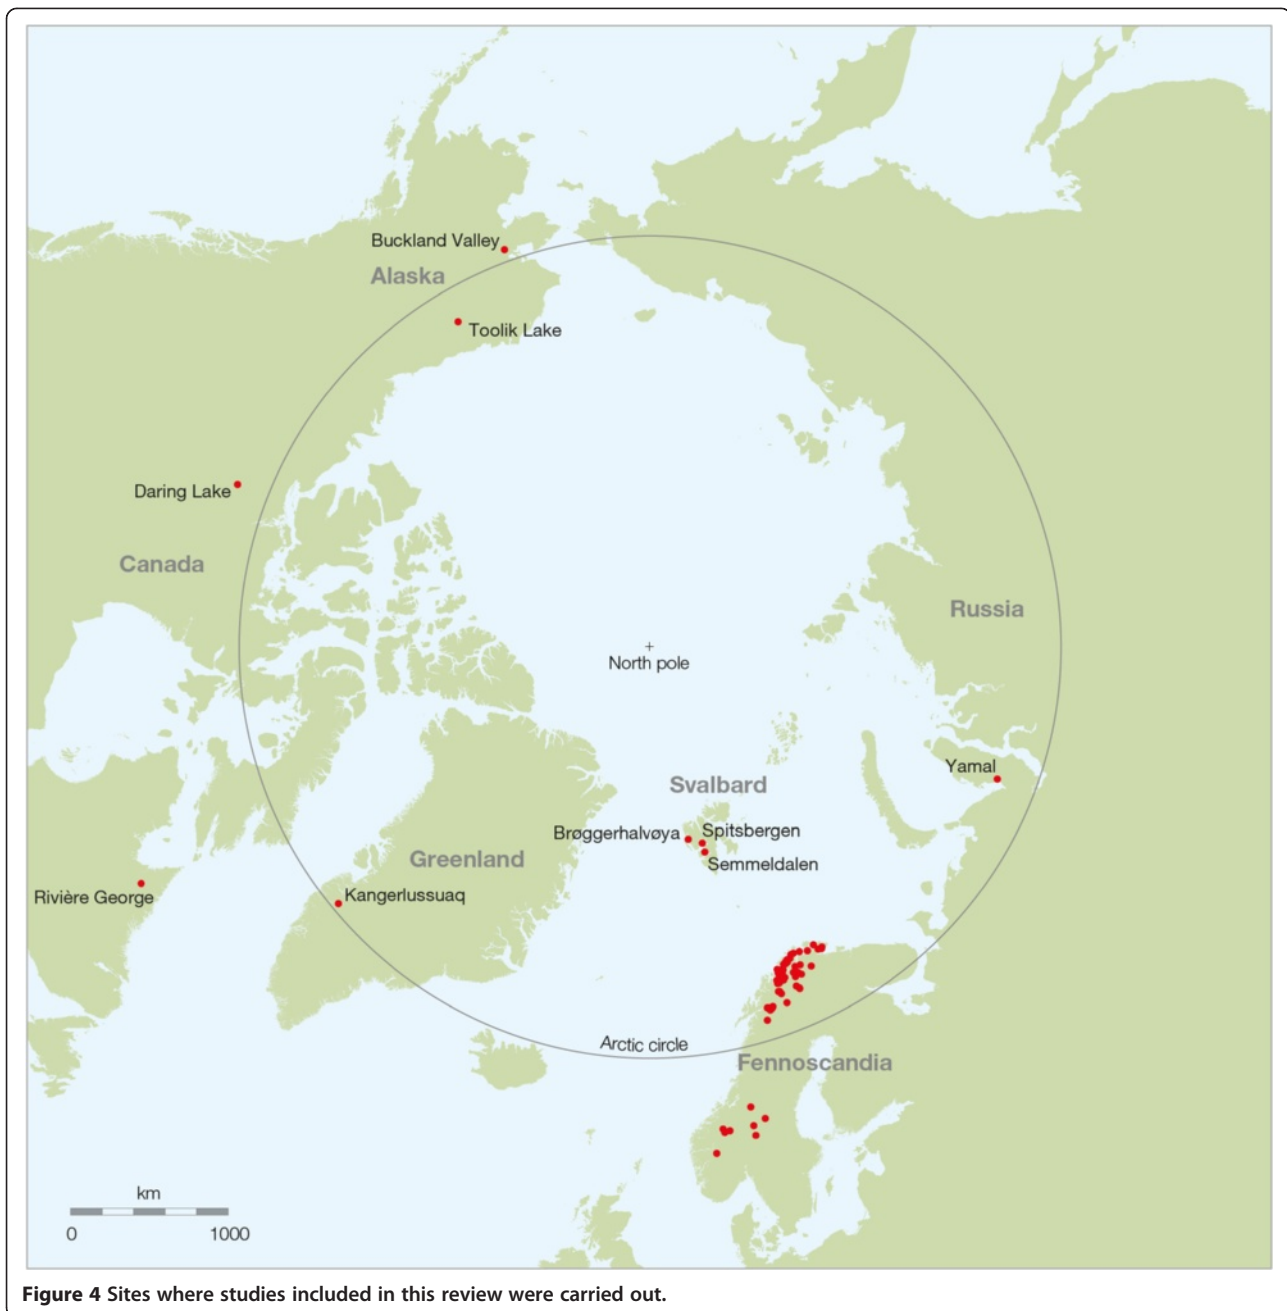 Buckland Valley
Alaska
Toolik Lake
Daring Lake
Canada
Russia
North pole
Yamal
Svalbard
Brøggerhalvøya
Spitsbergen
Semmeldalen
Greenland
Kangerlussuaq
Rivière George
Arctic circle
Fennoscandia
km
0 1000
Figure 4 Sites where studies included in this review were carried out.